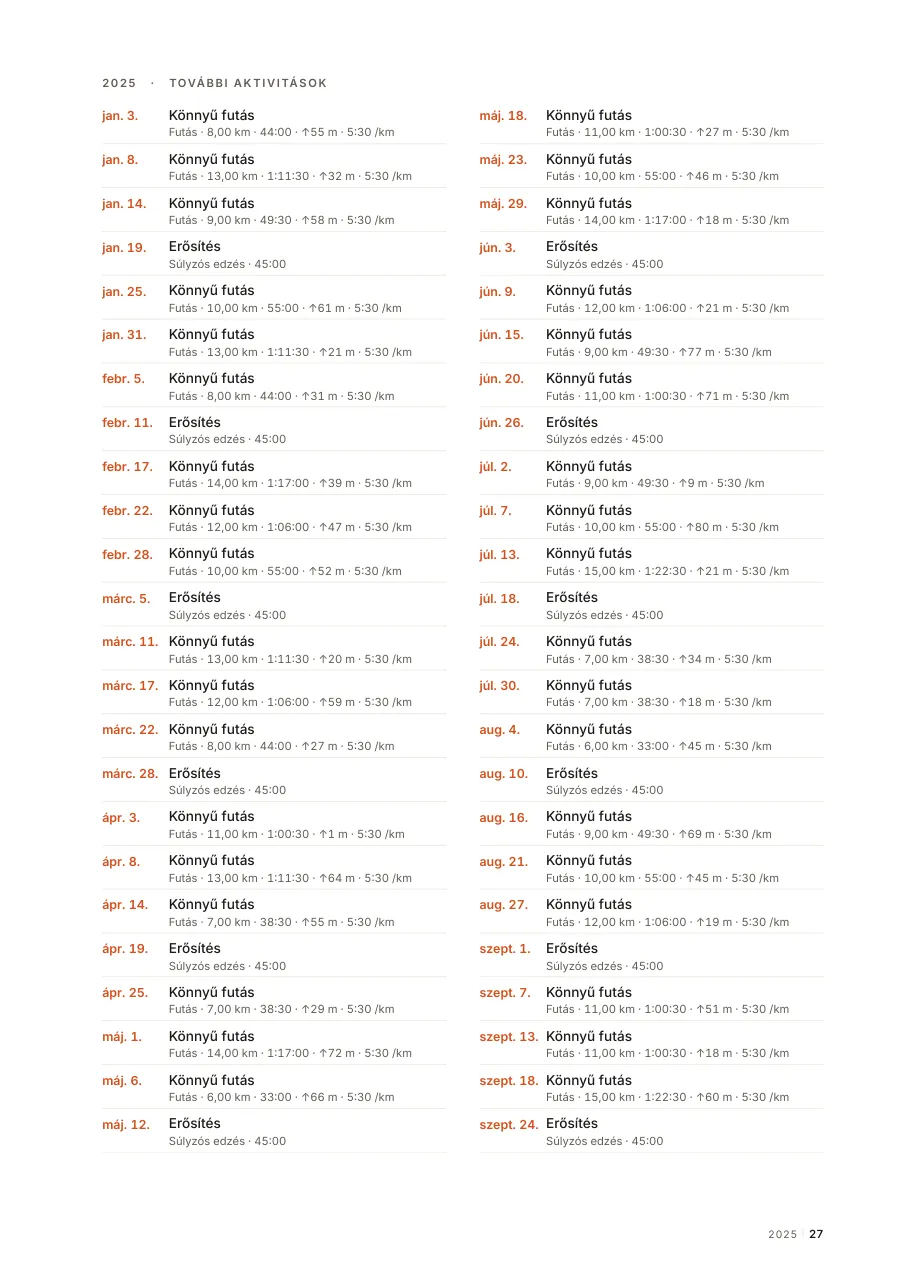 2025 · TOVÁBBI AKTIVITÁSOK
jan. 3. Könnyű futás
Futás · 8,00 km · 44:00 · ↑55 m · 5:30 /km
jan. 8. Könnyű futás
Futás · 13,00 km · 1:11:30 · ↑32 m · 5:30 /km
jan. 14. Könnyű futás
Futás · 9,00 km · 49:30 · ↑58 m · 5:30 /km
jan. 19. Erősítés
Súlyzós edzés · 45:00
jan. 25. Könnyű futás
Futás · 10,00 km · 55:00 · ↑61 m · 5:30 /km
jan. 31. Könnyű futás
Futás · 13,00 km · 1:11:30 · ↑21 m · 5:30 /km
febr. 5. Könnyű futás
Futás · 8,00 km · 44:00 · ↑31 m · 5:30 /km
febr. 11. Erősítés
Súlyzós edzés · 45:00
febr. 17. Könnyű futás
Futás · 14,00 km · 1:17:00 · ↑39 m · 5:30 /km
febr. 22. Könnyű futás
Futás · 12,00 km · 1:06:00 · ↑47 m · 5:30 /km
febr. 28. Könnyű futás
Futás · 10,00 km · 55:00 · ↑52 m · 5:30 /km
márc. 5. Erősítés
Súlyzós edzés · 45:00
márc. 11. Könnyű futás
Futás · 13,00 km · 1:11:30 · ↑20 m · 5:30 /km
márc. 17. Könnyű futás
Futás · 12,00 km · 1:06:00 · ↑59 m · 5:30 /km
márc. 22. Könnyű futás
Futás · 8,00 km · 44:00 · ↑27 m · 5:30 /km
márc. 28. Erősítés
Súlyzós edzés · 45:00
ápr. 3. Könnyű futás
Futás · 11,00 km · 1:00:30 · ↑1 m · 5:30 /km
ápr. 8. Könnyű futás
Futás · 13,00 km · 1:11:30 · ↑64 m · 5:30 /km
ápr. 14. Könnyű futás
Futás · 7,00 km · 38:30 · ↑55 m · 5:30 /km
ápr. 19. Erősítés
Súlyzós edzés · 45:00
ápr. 25. Könnyű futás
Futás · 7,00 km · 38:30 · ↑29 m · 5:30 /km
máj. 1. Könnyű futás
Futás · 14,00 km · 1:17:00 · ↑72 m · 5:30 /km
máj. 6. Könnyű futás
Futás · 6,00 km · 33:00 · ↑66 m · 5:30 /km
máj. 12. Erősítés
Súlyzós edzés · 45:00
máj. 18. Könnyű futás
Futás · 11,00 km · 1:00:30 · ↑27 m · 5:30 /km
máj. 23. Könnyű futás
Futás · 10,00 km · 55:00 · ↑46 m · 5:30 /km
máj. 29. Könnyű futás
Futás · 14,00 km · 1:17:00 · ↑18 m · 5:30 /km
jún. 3. Erősítés
Súlyzós edzés · 45:00
jún. 9. Könnyű futás
Futás · 12,00 km · 1:06:00 · ↑21 m · 5:30 /km
jún. 15. Könnyű futás
Futás · 9,00 km · 49:30 · ↑77 m · 5:30 /km
jún. 20. Könnyű futás
Futás · 11,00 km · 1:00:30 · ↑71 m · 5:30 /km
jún. 26. Erősítés
Súlyzós edzés · 45:00
júl. 2. Könnyű futás
Futás · 9,00 km · 49:30 · ↑9 m · 5:30 /km
júl. 7. Könnyű futás
Futás · 10,00 km · 55:00 · ↑80 m · 5:30 /km
júl. 13. Könnyű futás
Futás · 15,00 km · 1:22:30 · ↑21 m · 5:30 /km
júl. 18. Erősítés
Súlyzós edzés · 45:00
júl. 24. Könnyű futás
Futás · 7,00 km · 38:30 · ↑34 m · 5:30 /km
júl. 30. Könnyű futás
Futás · 7,00 km · 38:30 · ↑18 m · 5:30 /km
aug. 4. Könnyű futás
Futás · 6,00 km · 33:00 · ↑45 m · 5:30 /km
aug. 10. Erősítés
Súlyzós edzés · 45:00
aug. 16. Könnyű futás
Futás · 9,00 km · 49:30 · ↑69 m · 5:30 /km
aug. 21. Könnyű futás
Futás · 10,00 km · 55:00 · ↑45 m · 5:30 /km
aug. 27. Könnyű futás
Futás · 12,00 km · 1:06:00 · ↑19 m · 5:30 /km
szept. 1. Erősítés
Súlyzós edzés · 45:00
szept. 7. Könnyű futás
Futás · 11,00 km · 1:00:30 · ↑51 m · 5:30 /km
szept. 13. Könnyű futás
Futás · 11,00 km · 1:00:30 · ↑18 m · 5:30 /km
szept. 18. Könnyű futás
Futás · 15,00 km · 1:22:30 · ↑60 m · 5:30 /km
szept. 24. Erősítés
Súlyzós edzés · 45:00
2025 27